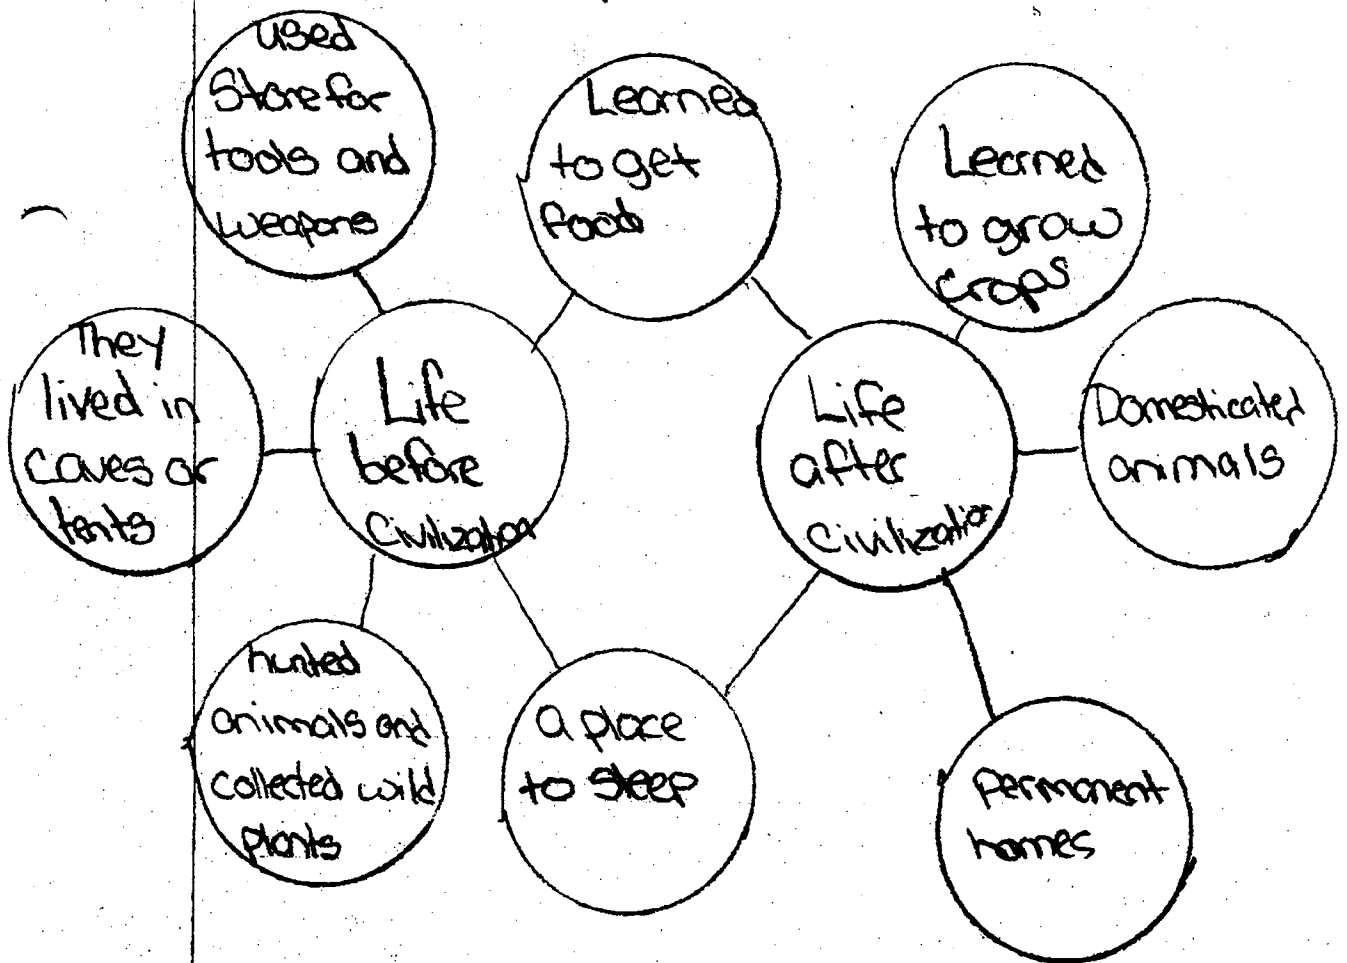 used
Stone for
tools and
weapons
Learned
to get
food
Learned
to grow
crops
They
lived in
caves or
tents
Life
before
Civilization
Life
after
Civilization
Domesticated
animals
hunted
animals and
collected wild
plants
a place
to sleep
permanent
homes